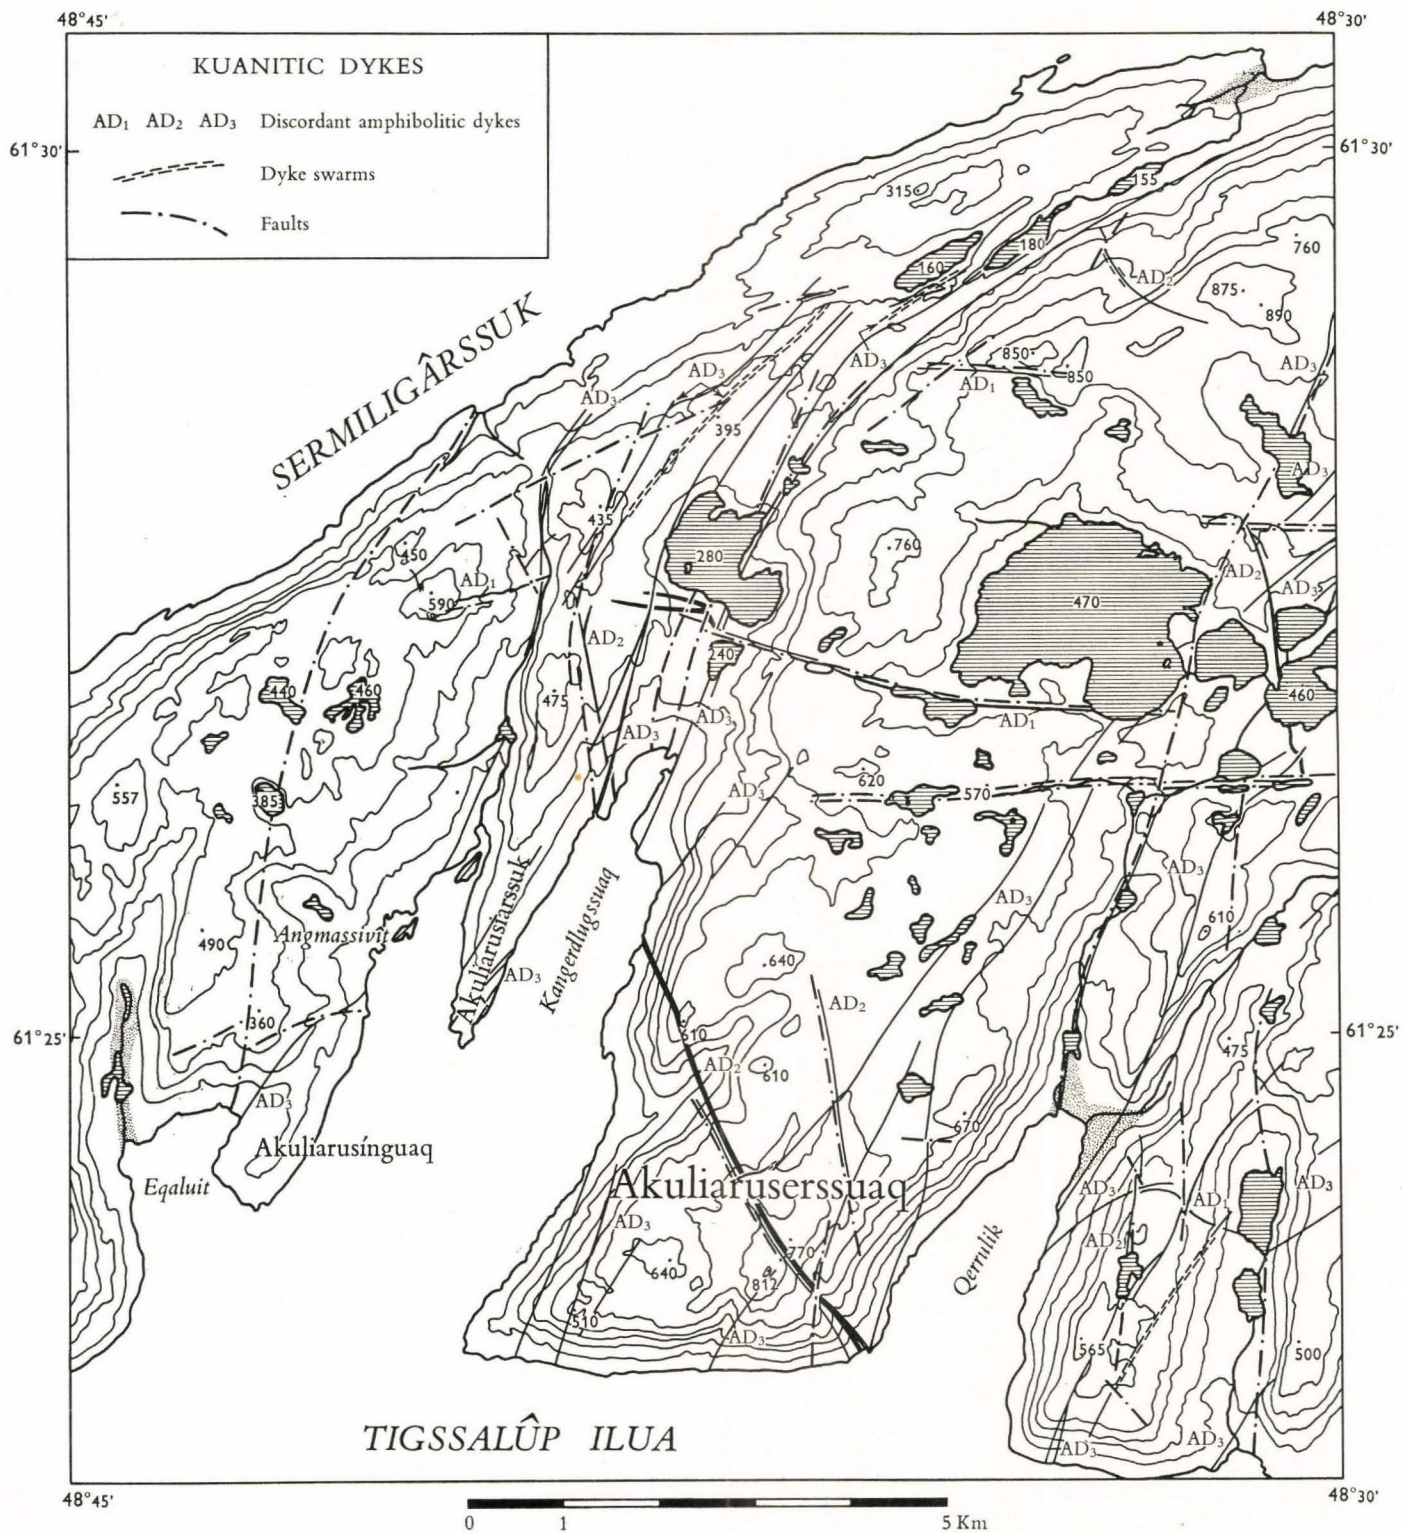 48°45' 48°30'
KUANITIC DYKES
AD₁ AD₂ AD₃ Discordant amphibolitic dykes
61°30' 61°30'
Dyke swarms
Faults
155
315
180
760
160
AD₂
875
890
SERMILIGÂRSSUK
850
AD₃
AD₃
AD₃
850
AD₁
AD₃
395
AD₃
435
450
760
280
AD₂
AD₁
AD₃
590
470
AD₂
240
440
460
475
460
AD₃
AD₁
AD₃
620
570
AD₃
557
385
AD₃
AD₃
Akuliarusiarssuk
Kangerdlugssuaq
610
490
Angmassivit
640
AD₃
AD₂
360
61°25' 61°25'
610
475
AD₂
610
AD₃
670
Akuliarusínguaq
Eqaluit
Akuliaruserssuaq
AD₃
AD₃
AD₁
AD₃
AD₂
770
640
812
Qerrulik
510
AD₃
565
500
TIGSSALÛP ILUA
AD₃
AD₃
48°45' 48°30'
0 1 5 Km